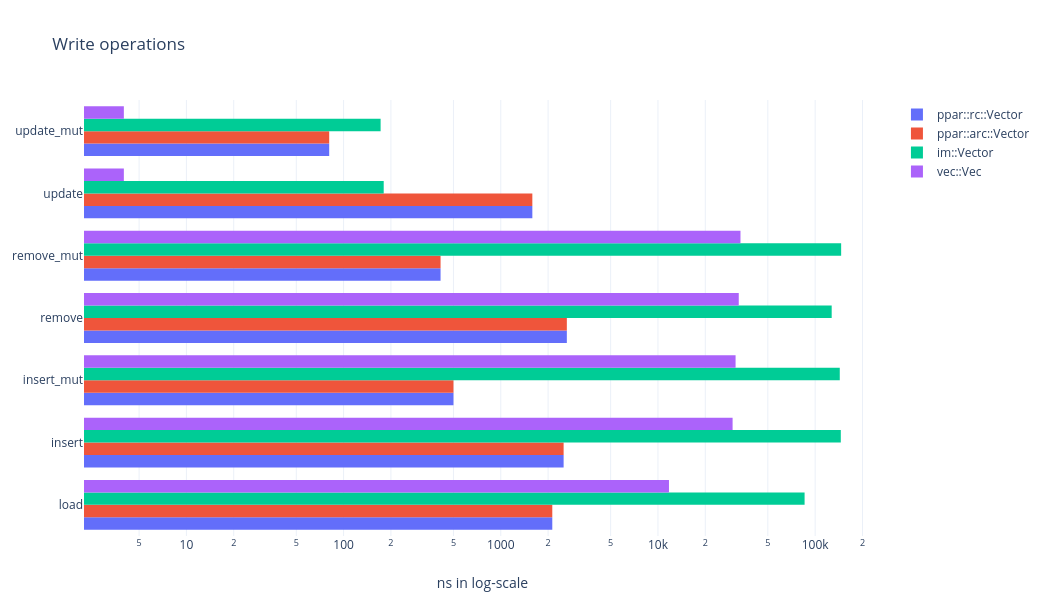 Write operations
ppar::rc::Vector
ppar::arc::Vector
im::Vector
vec::Vec
update_mut
update
remove_mut
remove
insert_mut
insert
load
5 10 2 5 100 2 5 1000 2 5 10k 2 5 100k 2
ns in log-scale